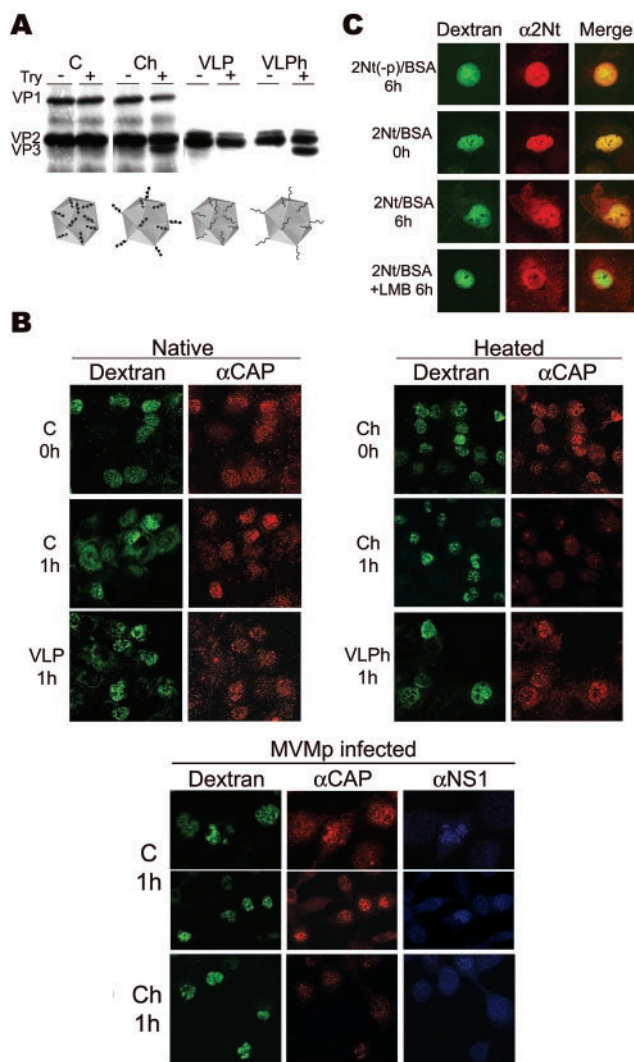 A
C Ch VLP VLPh
Try - + - + - + - +
VP1
VP2
VP3
C
Dextran α2Nt Merge
2Nt(-p)/BSA
6h
2Nt/BSA
0h
2Nt/BSA
6h
2Nt/BSA
+LMB 6h
B
Native
Dextran αCAP
C
0h
C
1h
VLP
1h
Heated
Dextran αCAP
Ch
0h
Ch
1h
VLPh
1h
MVMp infected
Dextran αCAP αNS1
C
1h
Ch
1h